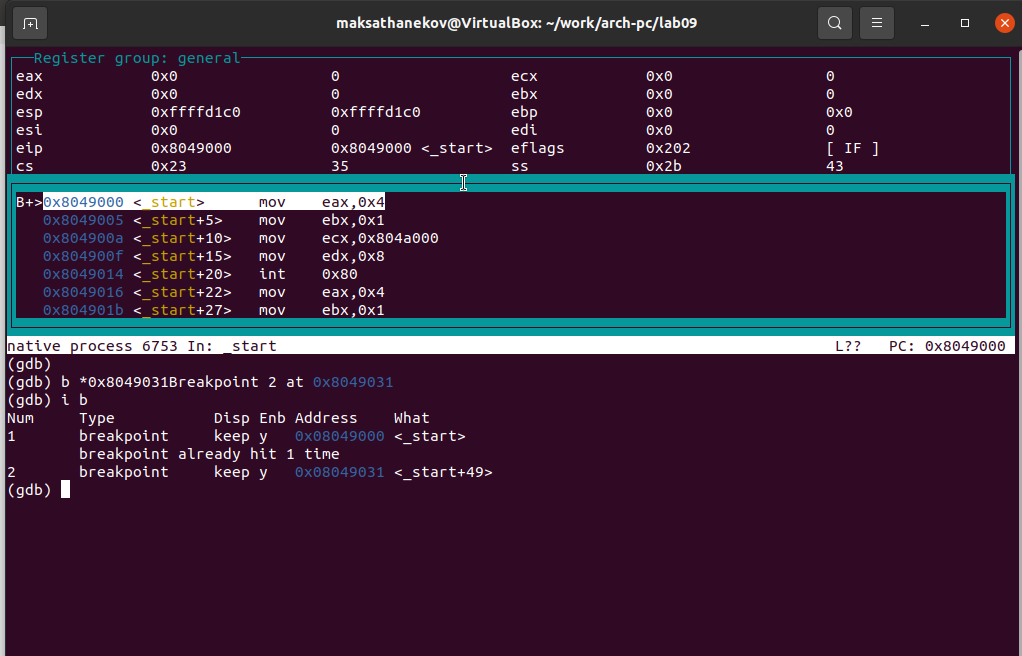 maksathanekov@VirtualBox: ~/work/arch-pc/lab09
Register group: general
eax 0x0 0 ecx 0x0 0
edx 0x0 0 ebx 0x0 0
esp 0xffffd1c0 0xffffd1c0 ebp 0x0 0x0
esi 0x0 0 edi 0x0 0
eip 0x8049000 0x8049000 <_start> eflags 0x202 [ IF ]
cs 0x23 35 ss 0x2b 43
B+>0x8049000 <_start> mov eax,0x4
0x8049005 <_start+5> mov ebx,0x1
0x804900a <_start+10> mov ecx,0x804a000
0x804900f <_start+15> mov edx,0x8
0x8049014 <_start+20> int 0x80
0x8049016 <_start+22> mov eax,0x4
0x804901b <_start+27> mov ebx,0x1
native process 6753 In: _start L?? PC: 0x8049000
(gdb)
(gdb) b *0x8049031Breakpoint 2 at 0x8049031
(gdb) i b
Num Type Disp Enb Address What
1 breakpoint keep y 0x08049000 <_start>
breakpoint already hit 1 time
2 breakpoint keep y 0x08049031 <_start+49>
(gdb)